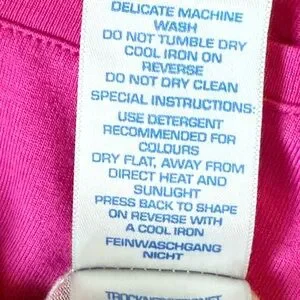 DELICATE MACHINE
WASH
DO NOT TUMBLE DRY
COOL IRON ON
REVERSE
DO NOT DRY CLEAN
SPECIAL INSTRUCTIONS:
USE DETERGENT
RECOMMENDED FOR
COLOURS
DRY FLAT, AWAY FROM
DIRECT HEAT AND
SUNLIGHT
PRESS BACK TO SHAPE
ON REVERSE WITH
A COOL IRON
FEINWASCHGANG
NICHT